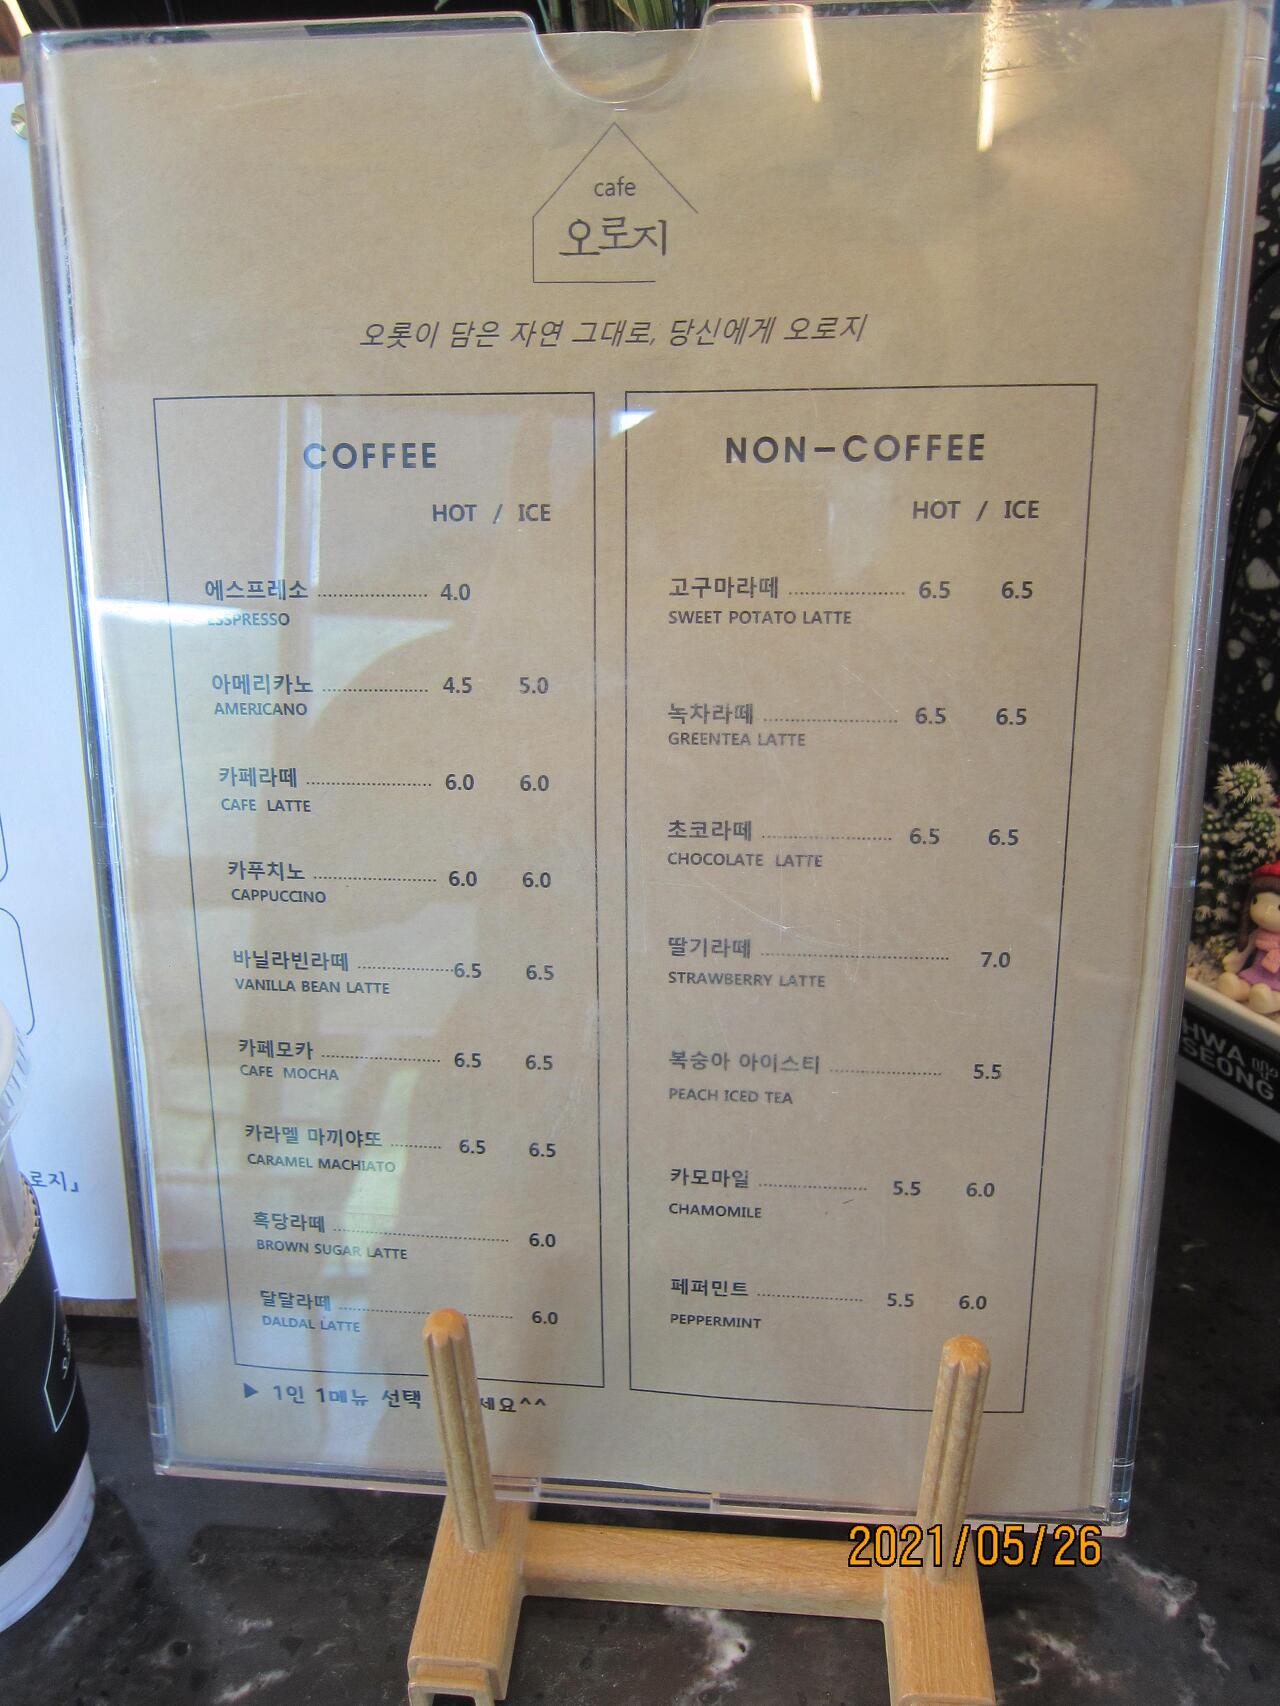 cafe
오로지
오롯이 담은 자연 그대로, 당신에게 오로지
COFFEE
HOT / ICE
에스프레소 4.0
ESSPRESSO
아메리카노 4.5 5.0
AMERICANO
카페라떼 6.0 6.0
CAFE LATTE
카푸치노 6.0 6.0
CAPPUCCINO
바닐라빈라떼 6.5 6.5
VANILLA BEAN LATTE
카페모카 6.5 6.5
CAFE MOCHA
카라멜 마끼야또 6.5 6.5
CARAMEL MACHIATO
흑당라떼 6.0
BROWN SUGAR LATTE
달달라떼 6.0
DALDAL LATTE
▶ 1인 1메뉴 선택 세요^^
NON-COFFEE
HOT / ICE
고구마라떼 6.5 6.5
SWEET POTATO LATTE
녹차라떼 6.5 6.5
GREENTEA LATTE
초코라떼 6.5 6.5
CHOCOLATE LATTE
딸기라떼 7.0
STRAWBERRY LATTE
복숭아 아이스티 5.5
PEACH ICED TEA
카모마일 5.5 6.0
CHAMOMILE
페퍼민트 5.5 6.0
PEPPERMINT
로지」
HWA
SEONG
2021/05/26